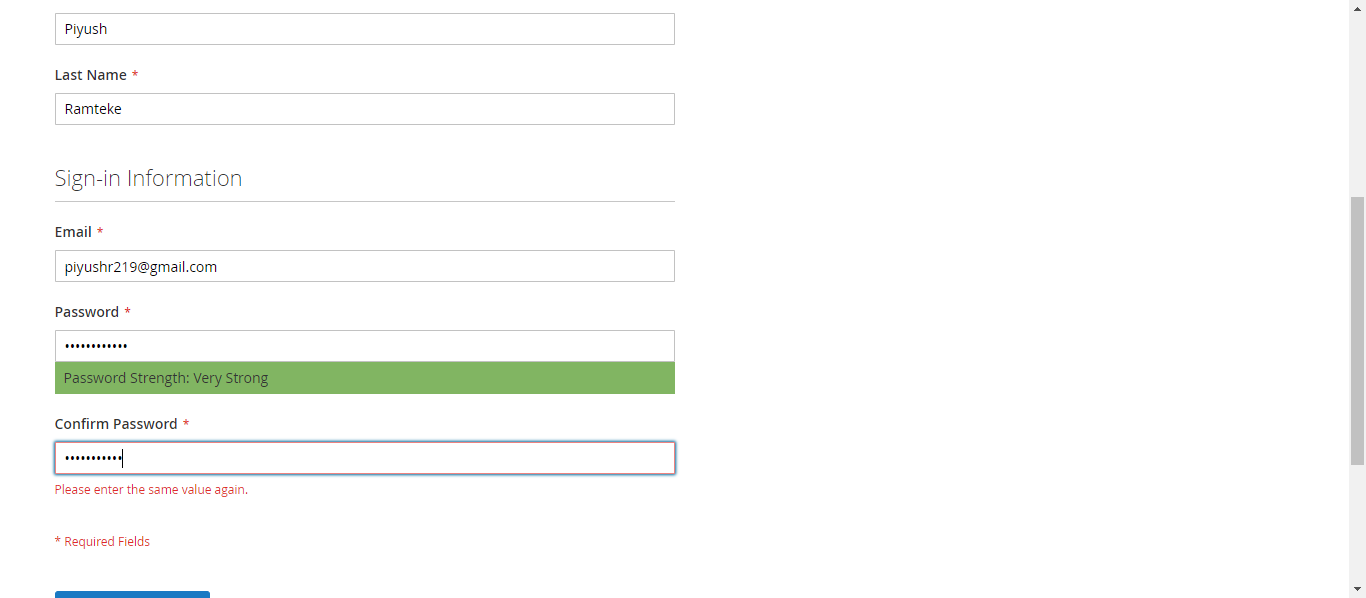 Piyush
Last Name *
Ramteke
Sign-in Information
Email *
piyushr219@gmail.com
Password *
••••••••••••
Password Strength: Very Strong
Confirm Password *
•••••••••••
Please enter the same value again.
* Required Fields